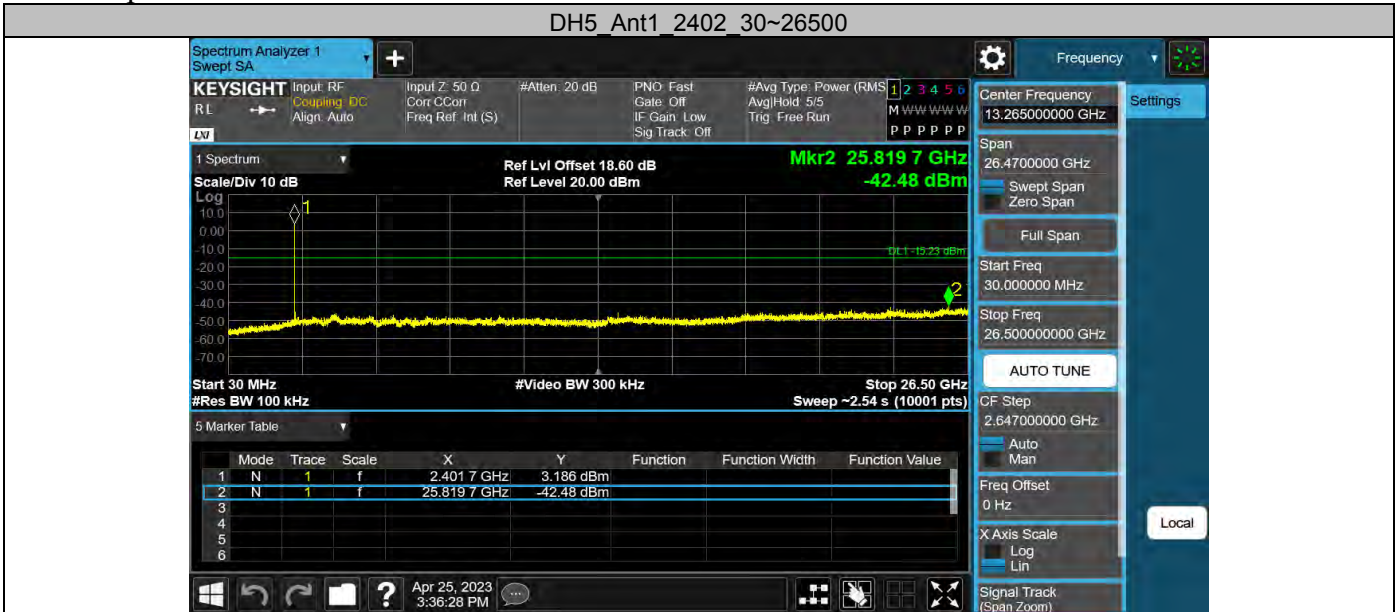 DH5_Ant1_2402_30~26500
Spectrum Analyzer 1
Swept SA
+
Frequency
KEYSIGHT
RL
LXI
Input: RF
Coupling: DC
Align: Auto
Input Z: 50 Ω
Corr CCorr
Freq Ref: Int (S)
#Atten: 20 dB
PNO: Fast
Gate: Off
IF Gain: Low
Sig Track: Off
#Avg Type: Power (RMS
Avg|Hold: 5/5
Trig: Free Run
1 2 3 4 5 6
M W W W W W
P P P P P P
1 Spectrum
Scale/Div 10 dB
Ref Lvl Offset 18.60 dB
Ref Level 20.00 dBm
Mkr2 25.819 7 GHz
-42.48 dBm
Log
10.0
0.00
-10.0
-20.0
-30.0
-40.0
-50.0
-60.0
-70.0
1
DL1 -15.23 dBm
2
Start 30 MHz
#Res BW 100 kHz
#Video BW 300 kHz
Stop 26.50 GHz
Sweep ~2.54 s (10001 pts)
5 Marker Table
Mode Trace Scale X Y Function Function Width Function Value
1 N 1 f 2.401 7 GHz 3.186 dBm
2 N 1 f 25.819 7 GHz -42.48 dBm
3
4
5
6
Center Frequency
13.265000000 GHz
Settings
Span
26.4700000 GHz
Swept Span
Zero Span
Full Span
Start Freq
30.000000 MHz
Stop Freq
26.500000000 GHz
AUTO TUNE
CF Step
2.647000000 GHz
Auto
Man
Freq Offset
0 Hz
X Axis Scale
Log
Lin
Local
Signal Track
(Span Zoom)
?
Apr 25, 2023
3:36:28 PM